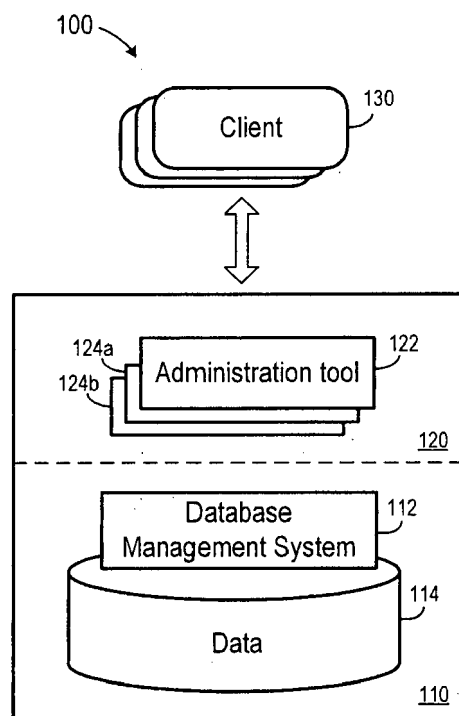 100
Client
130
124a
122
Administration tool
124b
120
Database
Management System
112
114
Data
110